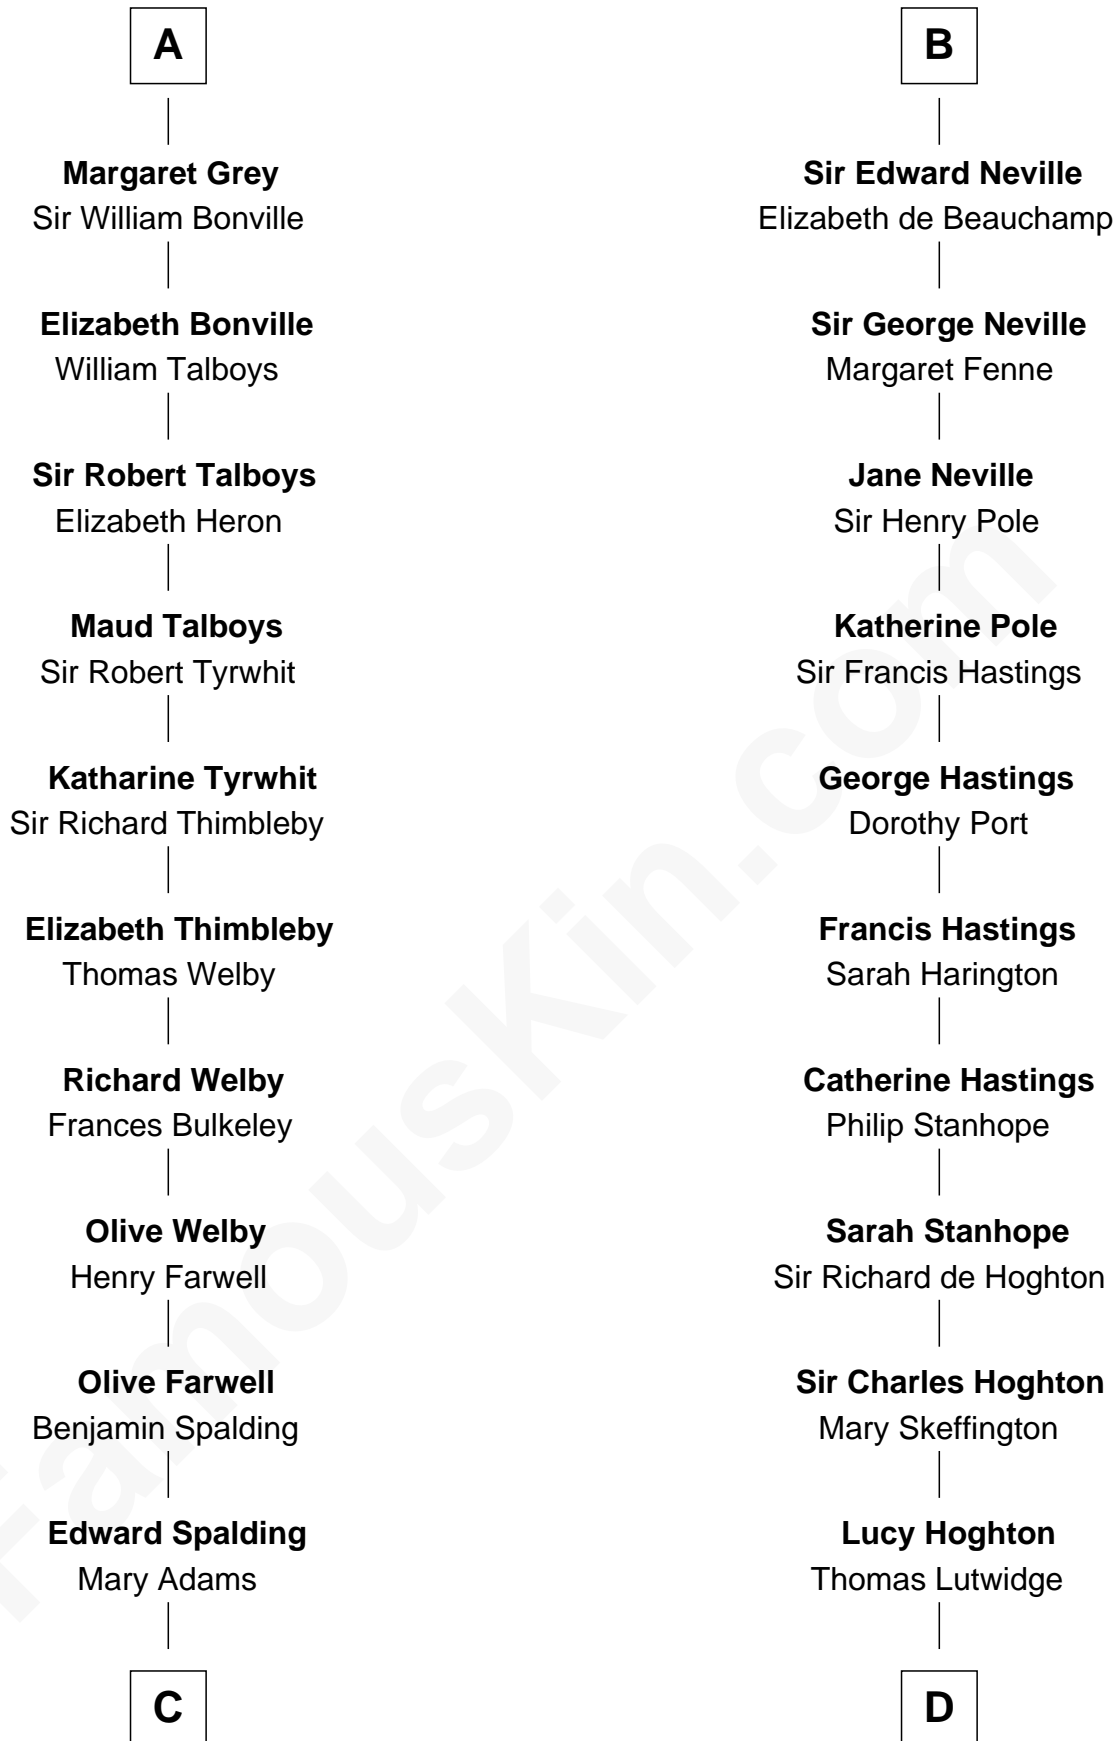 A
Margaret Grey
Sir William Bonville
Elizabeth Bonville
William Talboys
Sir Robert Talboys
Elizabeth Heron
Maud Talboys
Sir Robert Tyrwhit
Katharine Tyrwhit
Sir Richard Thimbleby
Elizabeth Thimbleby
Thomas Welby
Richard Welby
Frances Bulkeley
Olive Welby
Henry Farwell
Olive Farwell
Benjamin Spalding
Edward Spalding
Mary Adams
C
B
Sir Edward Neville
Elizabeth de Beauchamp
Sir George Neville
Margaret Fenne
Jane Neville
Sir Henry Pole
Katherine Pole
Sir Francis Hastings
George Hastings
Dorothy Port
Francis Hastings
Sarah Harington
Catherine Hastings
Philip Stanhope
Sarah Stanhope
Sir Richard de Hoghton
Sir Charles Hoghton
Mary Skeffington
Lucy Hoghton
Thomas Lutwidge
D
FamousKin.com